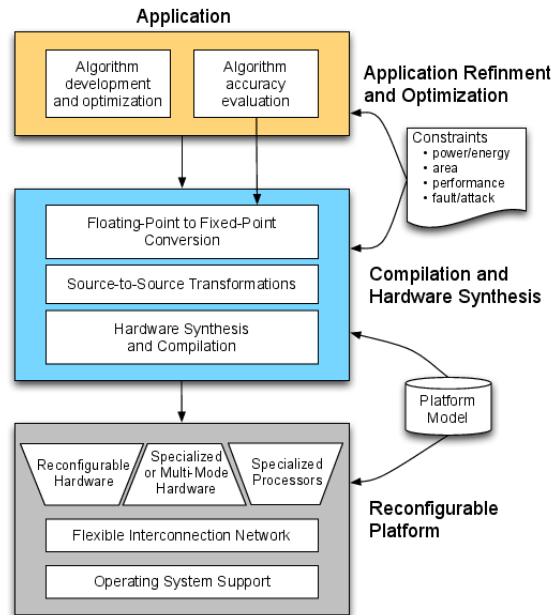 Application
Algorithm
development
and optimization
Algorithm
accuracy
evaluation
Application Refinment
and Optimization
Constraints
• power/energy
• area
• performance
• fault/attack
Floating-Point to Fixed-Point
Conversion
Source-to-Source Transformations
Hardware Synthesis
and Compilation
Compilation and
Hardware Synthesis
Platform
Model
Reconfigurable
Hardware
Specialized
or Multi-Mode
Hardware
Specialized
Processors
Flexible Interconnection Network
Operating System Support
Reconfigurable
Platform